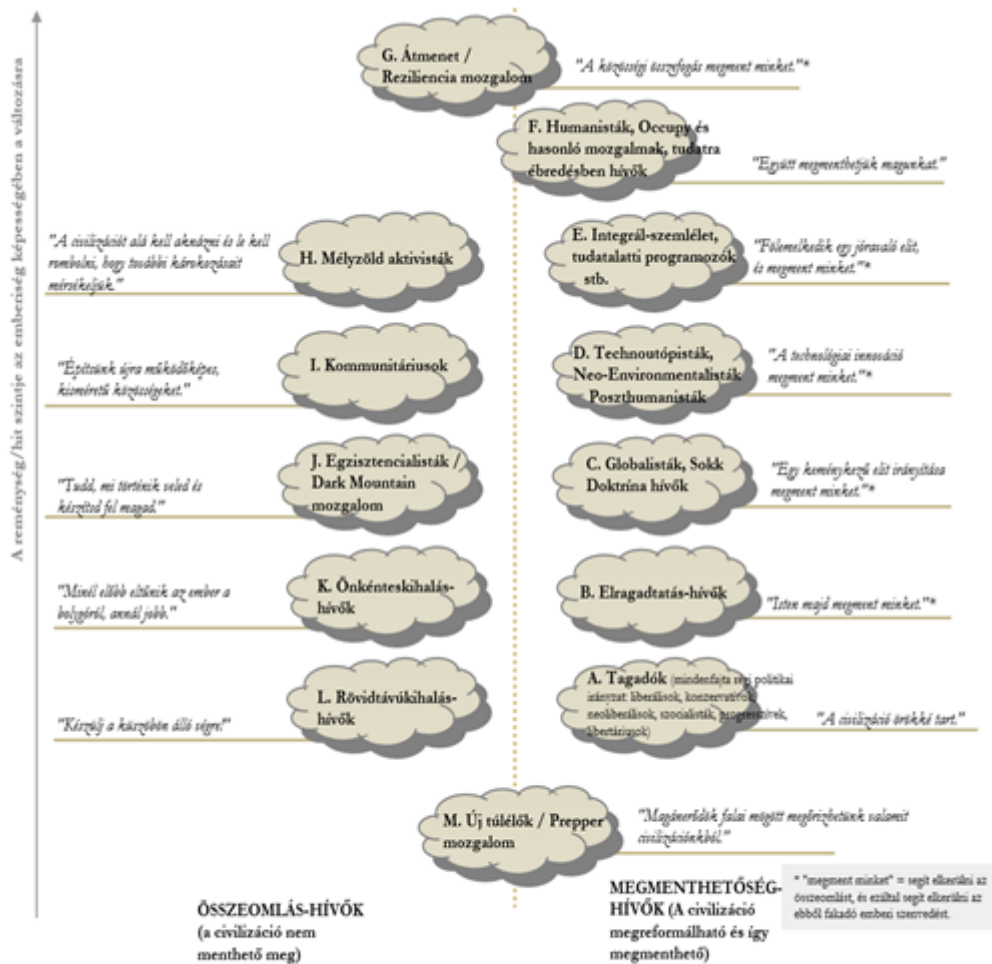 A reménység/hit szintje az emberiség képességében a változásra
G. Átmenet /
Reziliencia mozgalom
"A közösségi összefogás megment minket."*
F. Humanisták, Occupy és
hasonló mozgalmak, tudatra
ébredésben hívők
"Együtt megmenthetjük magunkat."
"A civilizációt alá kell aknázni és le kell
rombolni, hogy további károkozásait
mérsékeljük."
H. Mélyzöld aktivisták
E. Integrál-szemlélet,
tudatalatti programozók
stb.
"Fölemelkedik egy jóravaló elit,
és megment minket."*
"Építsünk újra működőképes,
kisméretű közösségeket."
I. Kommunitáriusok
D. Technoutópisták,
Neo-Environmentalisták
Poszthumanisták
"A technológiai innováció
megment minket."*
"Tudd, mi történik veled és
készítsd fel magad."
J. Egzisztencialisták /
Dark Mountain
mozgalom
C. Globalisták, Sokk
Doktrína hívők
"Egy keménykezű elit irányítása
megment minket."*
"Minél előbb eltűnik az ember a
bolygóról, annál jobb."
K. Önkénteskihalás-
hívők
B. Elragadtatás-hívők
"Isten majd megment minket."*
"Készülj a küszöbön álló végre!"
L. Rövidtávúkihalás-
hívők
A. Tagadók (mindenfajta régi politikai
irányzat: liberálisok, konzervatívok,
neoliberálisok, szocialisták, progresszívek,
libertáriusok)
"A civilizáció örökké tart."
M. Új túlélők / Prepper
mozgalom
"Magánerődök falai mögött megőrizhetünk valamit
civilizációnkból."
ÖSSZEOMLÁS-HÍVŐK
(a civilizáció nem
menthető meg)
MEGMENTHETŐSÉG-
HÍVŐK (A civilizáció
megreformálható és így
megmenthető)
* "megment minket" = segít elkerülni az
összeomlást, és ezáltal segít elkerülni az
ebből fakadó emberi szenvedést.